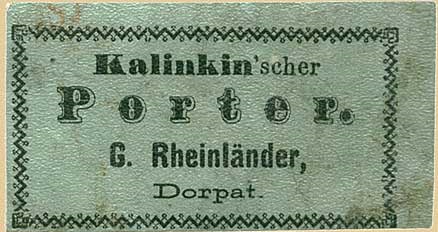 Kalinkin'scher
Porter.
G. Rheinländer,
Dorpat.